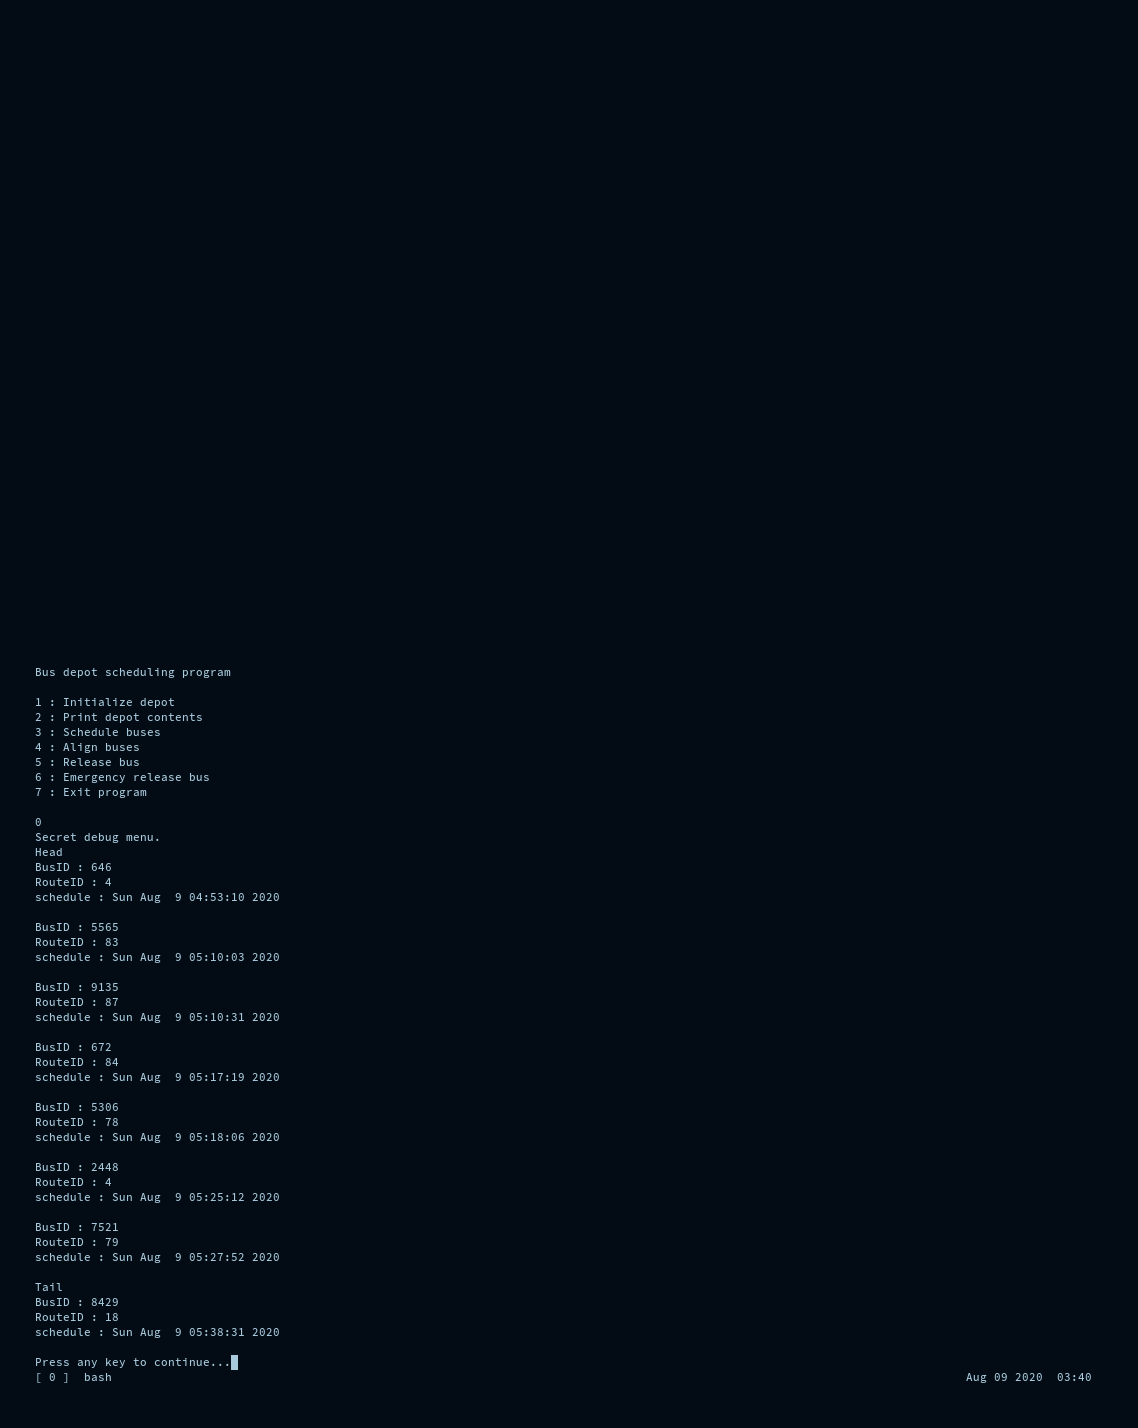 Bus depot scheduling program
1 : Initialize depot
2 : Print depot contents
3 : Schedule buses
4 : Align buses
5 : Release bus
6 : Emergency release bus
7 : Exit program
0
Secret debug menu.
Head
BusID : 646
RouteID : 4
schedule : Sun Aug  9 04:53:10 2020
BusID : 5565
RouteID : 83
schedule : Sun Aug  9 05:10:03 2020
BusID : 9135
RouteID : 87
schedule : Sun Aug  9 05:10:31 2020
BusID : 672
RouteID : 84
schedule : Sun Aug  9 05:17:19 2020
BusID : 5306
RouteID : 78
schedule : Sun Aug  9 05:18:06 2020
BusID : 2448
RouteID : 4
schedule : Sun Aug  9 05:25:12 2020
BusID : 7521
RouteID : 79
schedule : Sun Aug  9 05:27:52 2020
Tail
BusID : 8429
RouteID : 18
schedule : Sun Aug  9 05:38:31 2020
Press any key to continue...
[ 0 ]  bash Aug 09 2020  03:40